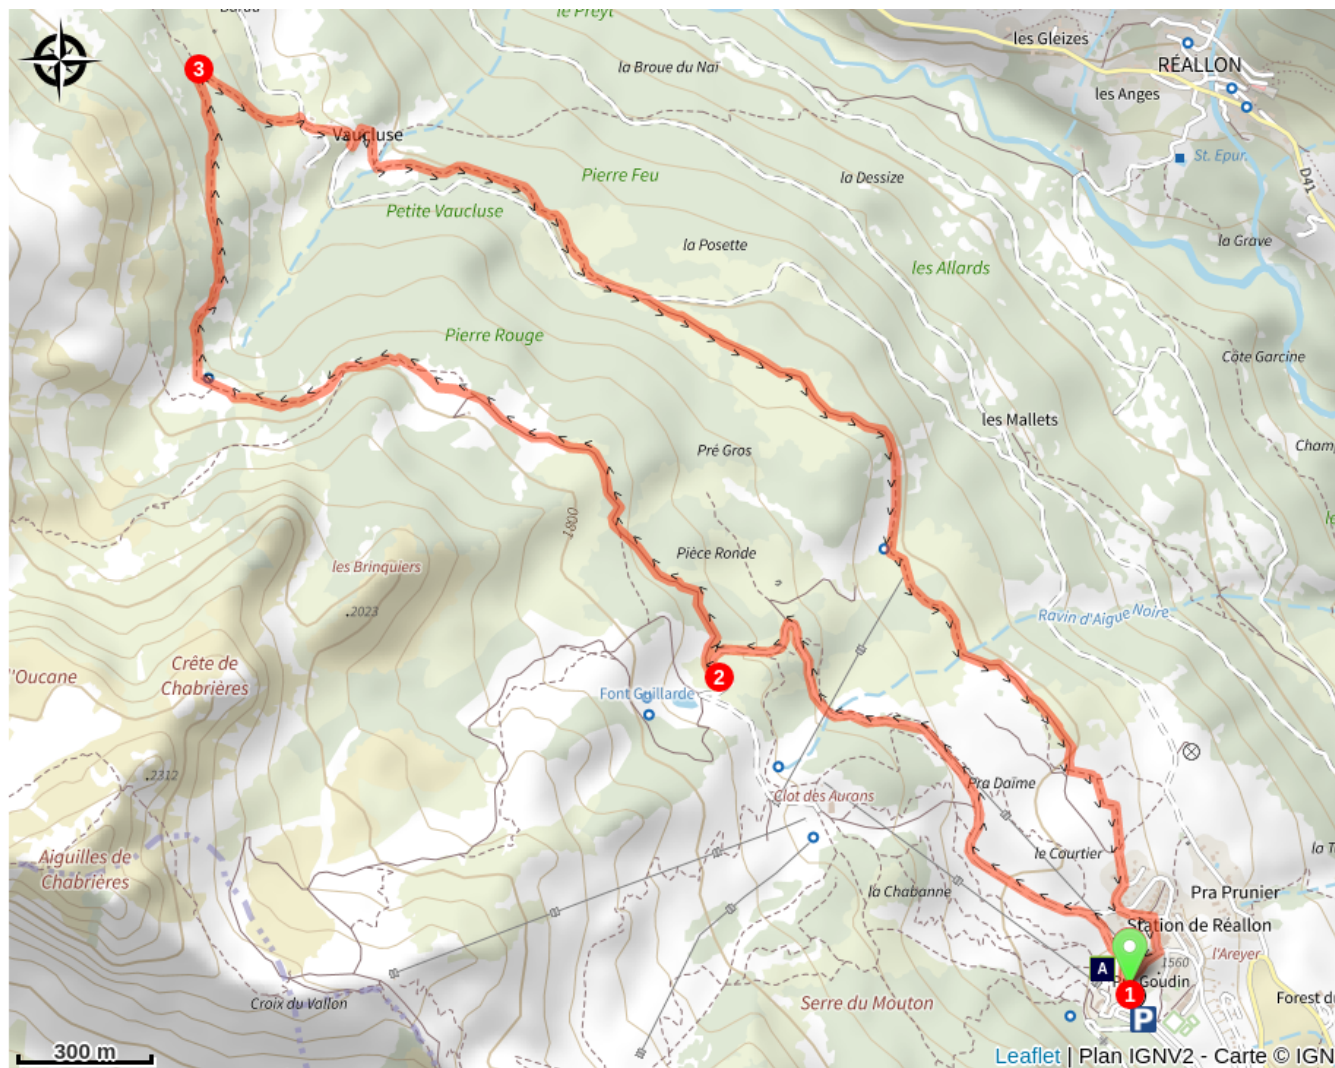 le Preyt
les Gleizes
la Broue du Naï
RÉALLON
les Anges
3
Vaucluse
St. Epur.
D41
Pierre Feu
la Dessize
Petite Vaucluse
la Posette
la Grave
les Allards
Pierre Rouge
Côte Garcine
les Mallets
Pré Gros
1800
Pièce Ronde
les Brinquiers
2023
Ravin d'Aigue Noire
Crête de
Chabrières
'Oucane
2
Font Guillarde
2312
Pra Daïme
Clot des Aurans
Aiguilles de
Chabrières
le Courtier
la Chabanne
Pra Prunier
Station de Réallon
l'Areyer
A
1560
Goudin
1
P
Croix du Vallon
Serre du Mouton
Forest d
300 m
Leaflet | Plan IGNV2 - Carte © IGN